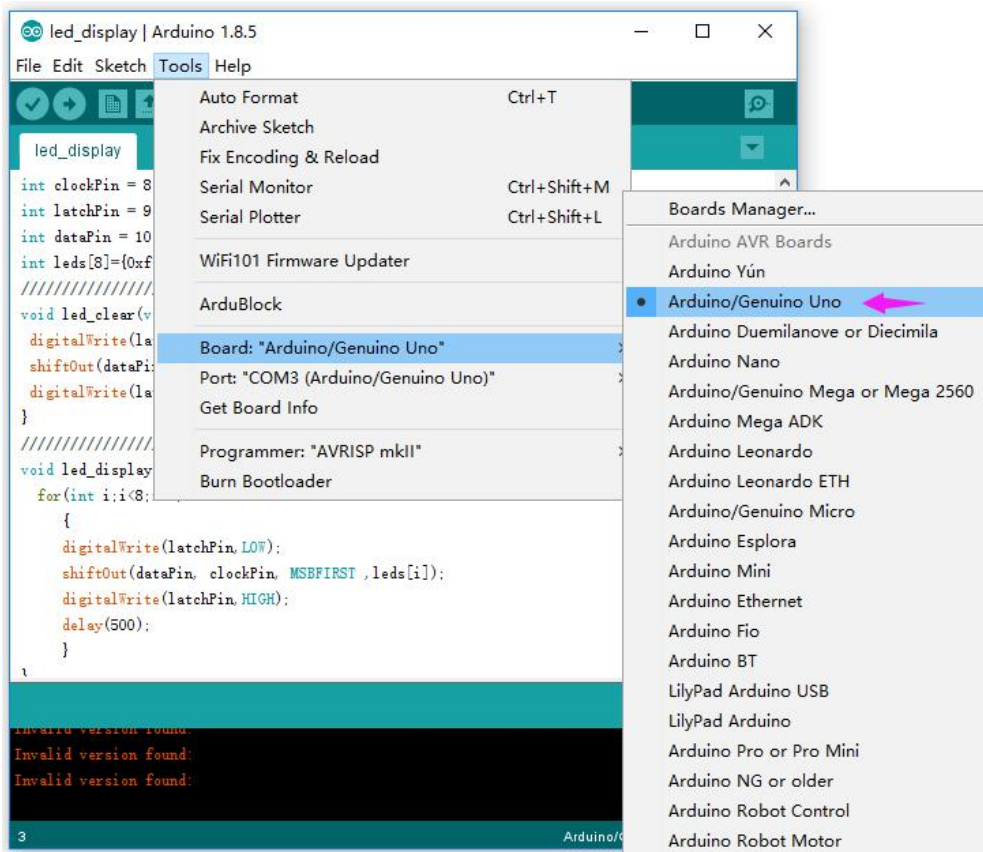 led_display | Arduino 1.8.5
File Edit Sketch Tools Help
led_display
int clockPin = 8
int latchPin = 9
int dataPin = 10
int leds[8]={0xf
////////////////
void led_clear(v
digitalWrite(la
shiftOut(dataPi
digitalWrite(la
}
////////////////
void led_display
for(int i;i<8;
{
digitalWrite(latchPin,LOW);
shiftOut(dataPin, clockPin, MSBFIRST ,leds[i]);
digitalWrite(latchPin,HIGH);
delay(500);
}
Auto Format Ctrl+T
Archive Sketch
Fix Encoding & Reload
Serial Monitor Ctrl+Shift+M
Serial Plotter Ctrl+Shift+L
WiFi101 Firmware Updater
ArduBlock
Board: "Arduino/Genuino Uno"
Port: "COM3 (Arduino/Genuino Uno)"
Get Board Info
Programmer: "AVRISP mkII"
Burn Bootloader
Boards Manager...
Arduino AVR Boards
Arduino Yún
Arduino/Genuino Uno
Arduino Duemilanove or Diecimila
Arduino Nano
Arduino/Genuino Mega or Mega 2560
Arduino Mega ADK
Arduino Leonardo
Arduino Leonardo ETH
Arduino/Genuino Micro
Arduino Esplora
Arduino Mini
Arduino Ethernet
Arduino Fio
Arduino BT
LilyPad Arduino USB
LilyPad Arduino
Arduino Pro or Pro Mini
Arduino NG or older
Arduino Robot Control
Arduino Robot Motor
Invalid version found:
Invalid version found:
Invalid version found:
3 Arduino/